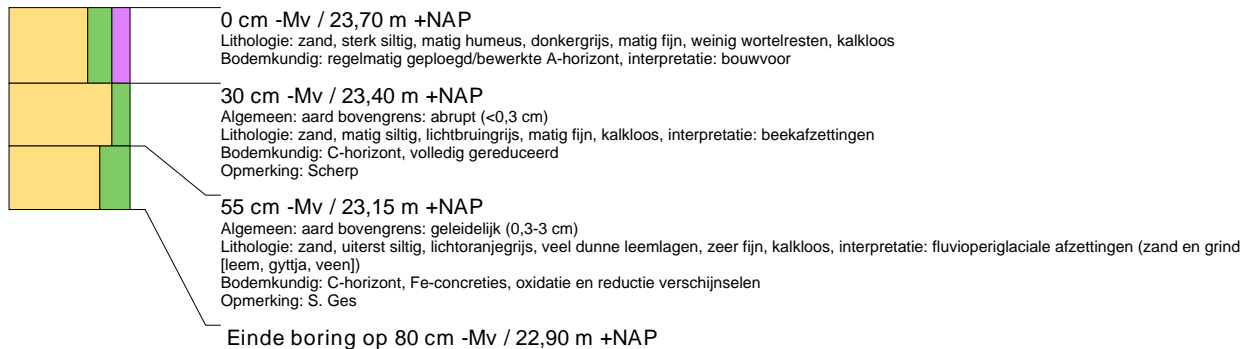 0 cm -Mv / 23,70 m +NAP
Lithologie: zand, sterk siltig, matig humeus, donkergrijs, matig fijn, weinig wortelresten, kalkloos
Bodemkundig: regelmatig geploegd/bewerkte A-horizont, interpretatie: bouwvoor
30 cm -Mv / 23,40 m +NAP
Algemeen: aard bovengrens: abrupt (<0,3 cm)
Lithologie: zand, matig siltig, lichtbruingrijs, matig fijn, kalkloos, interpretatie: beekafzettingen
Bodemkundig: C-horizont, volledig gereduceerd
Opmerking: Scherp
55 cm -Mv / 23,15 m +NAP
Algemeen: aard bovengrens: geleidelijk (0,3-3 cm)
Lithologie: zand, uiterst siltig, lichtoranjegrijs, veel dunne leemlagen, zeer fijn, kalkloos, interpretatie: fluvioperiglaciale afzettingen (zand en grind
[leem, gyttja, veen])
Bodemkundig: C-horizont, Fe-concreties, oxidatie en reductie verschijnselen
Opmerking: S. Ges
Einde boring op 80 cm -Mv / 22,90 m +NAP